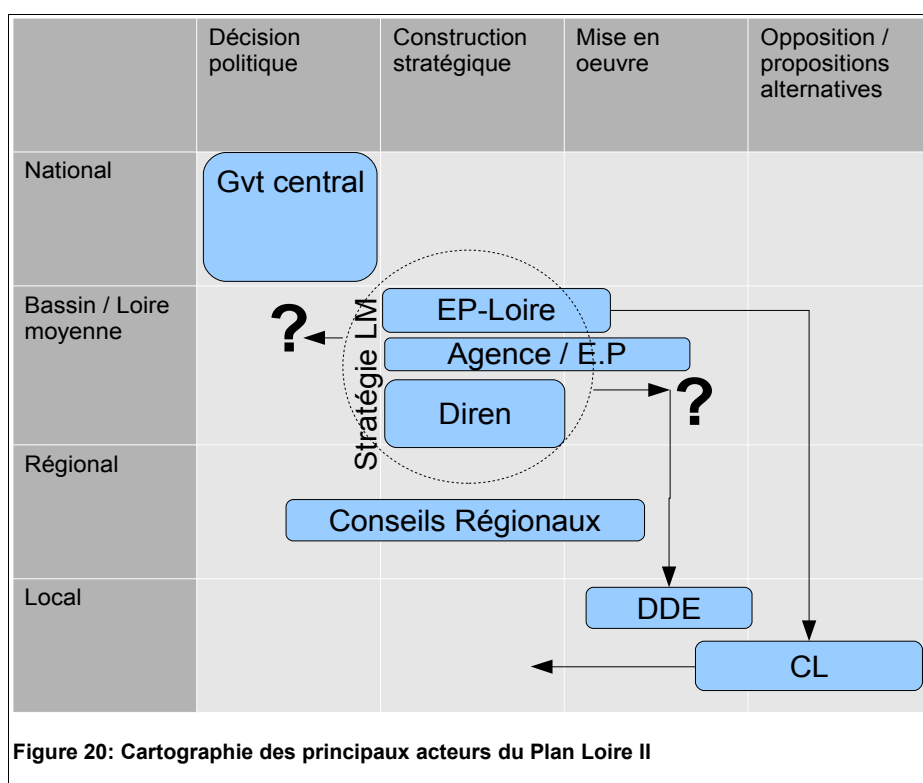 Décision
politique
Construction
stratégique
Mise en
oeuvre
Opposition /
propositions
alternatives
National
Gvt central
Bassin / Loire
moyenne
?
Stratégie LM
EP-Loire
Agence / E.P
Diren
?
Régional
Conseils Régionaux
Local
DDE
CL
Figure 20: Cartographie des principaux acteurs du Plan Loire II